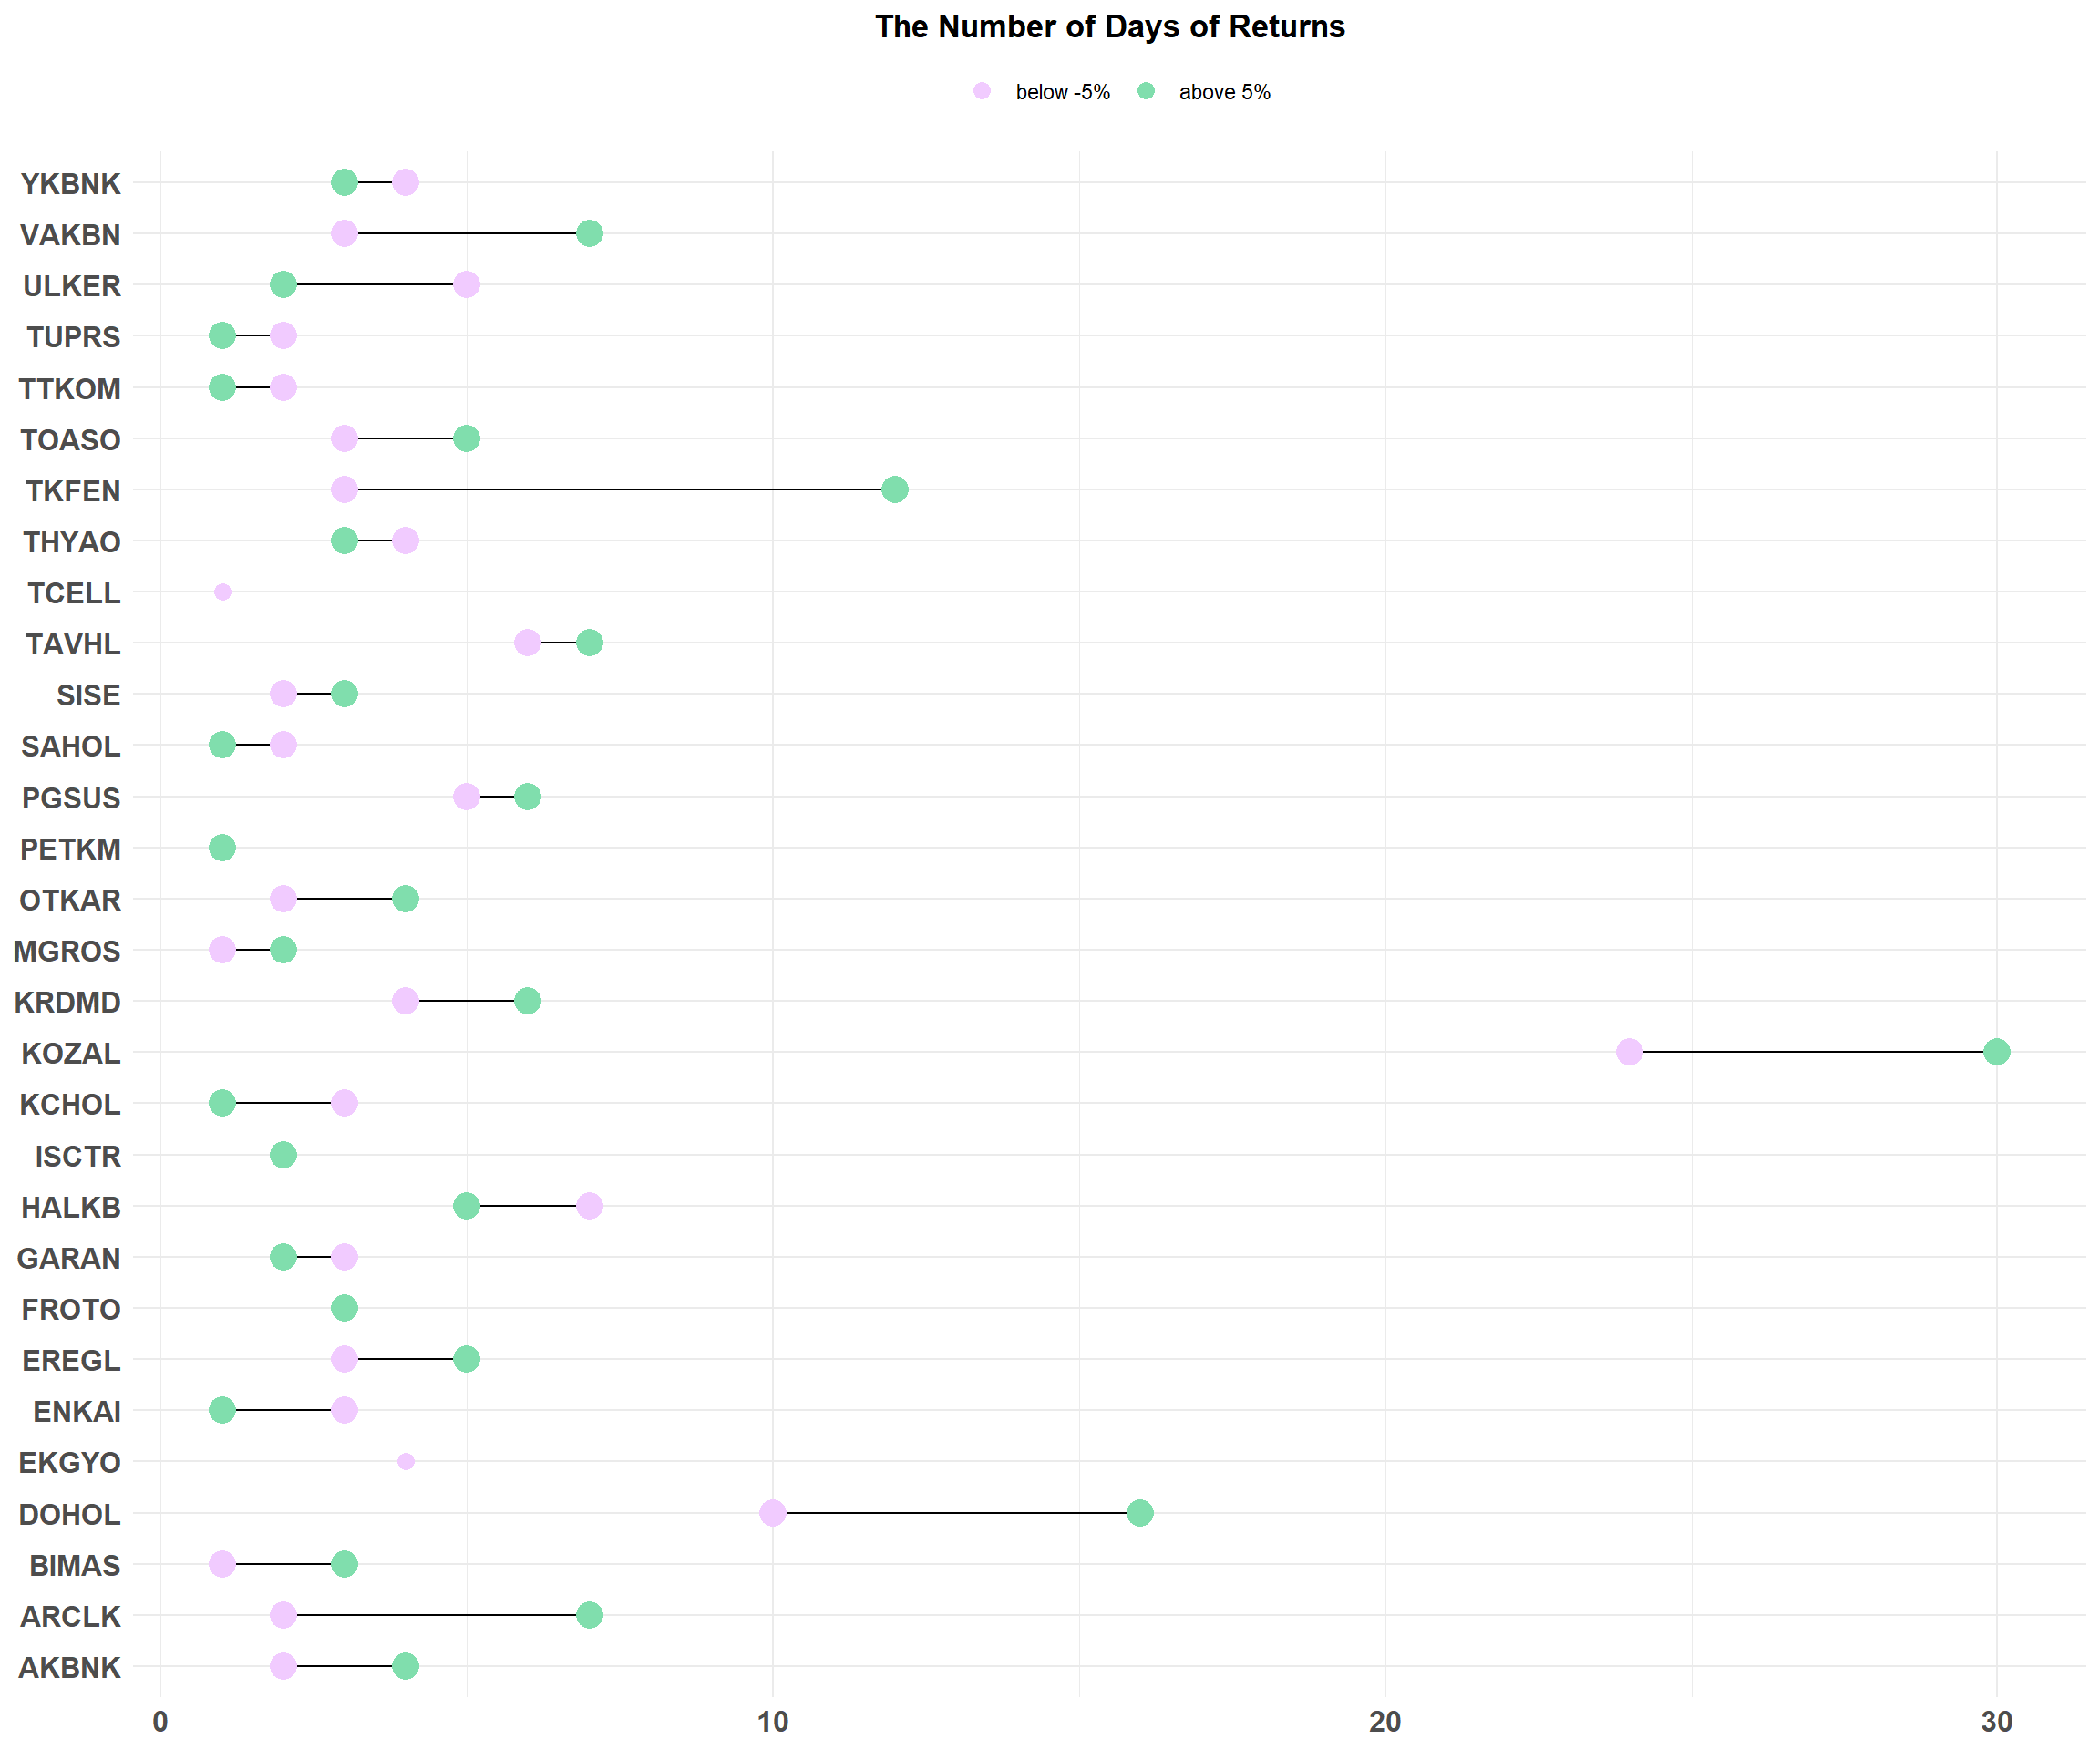 The Number of Days of Returns
below -5% above 5%
YKBNK
VAKBN
ULKER
TUPRS
TTKOM
TOASO
TKFEN
THYAO
TCELL
TAVHL
SISE
SAHOL
PGSUS
PETKM
OTKAR
MGROS
KRDMD
KOZAL
KCHOL
ISCTR
HALKB
GARAN
FROTO
EREGL
ENKAI
EKGYO
DOHOL
BIMAS
ARCLK
AKBNK
0 10 20 30